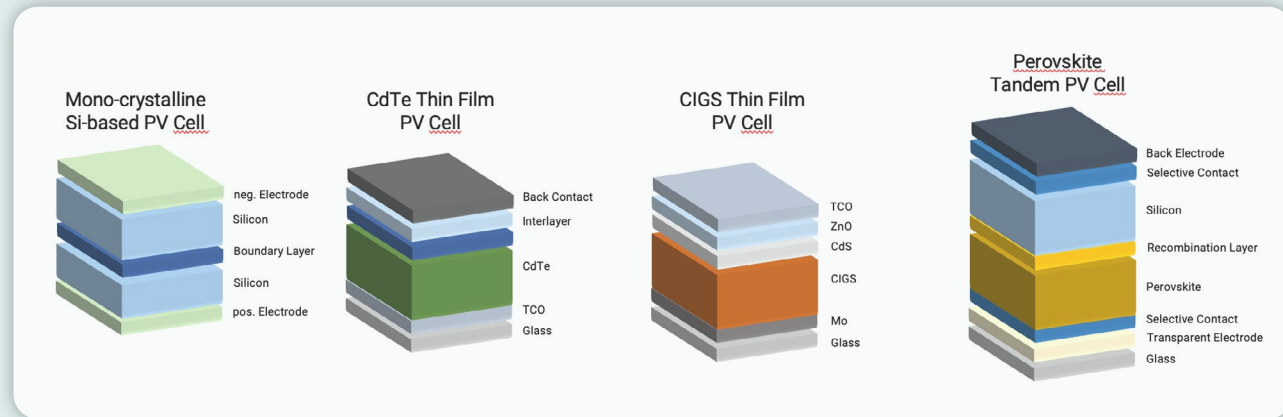 Mono-crystalline
Si-based PV Cell
neg. Electrode
Silicon
Boundary Layer
Silicon
pos. Electrode
CdTe Thin Film
PV Cell
Back Contact
Interlayer
CdTe
TCO
Glass
CIGS Thin Film
PV Cell
TCO
ZnO
CdS
CIGS
Mo
Glass
Perovskite
Tandem PV Cell
Back Electrode
Selective Contact
Silicon
Recombination Layer
Perovskite
Selective Contact
Transparent Electrode
Glass